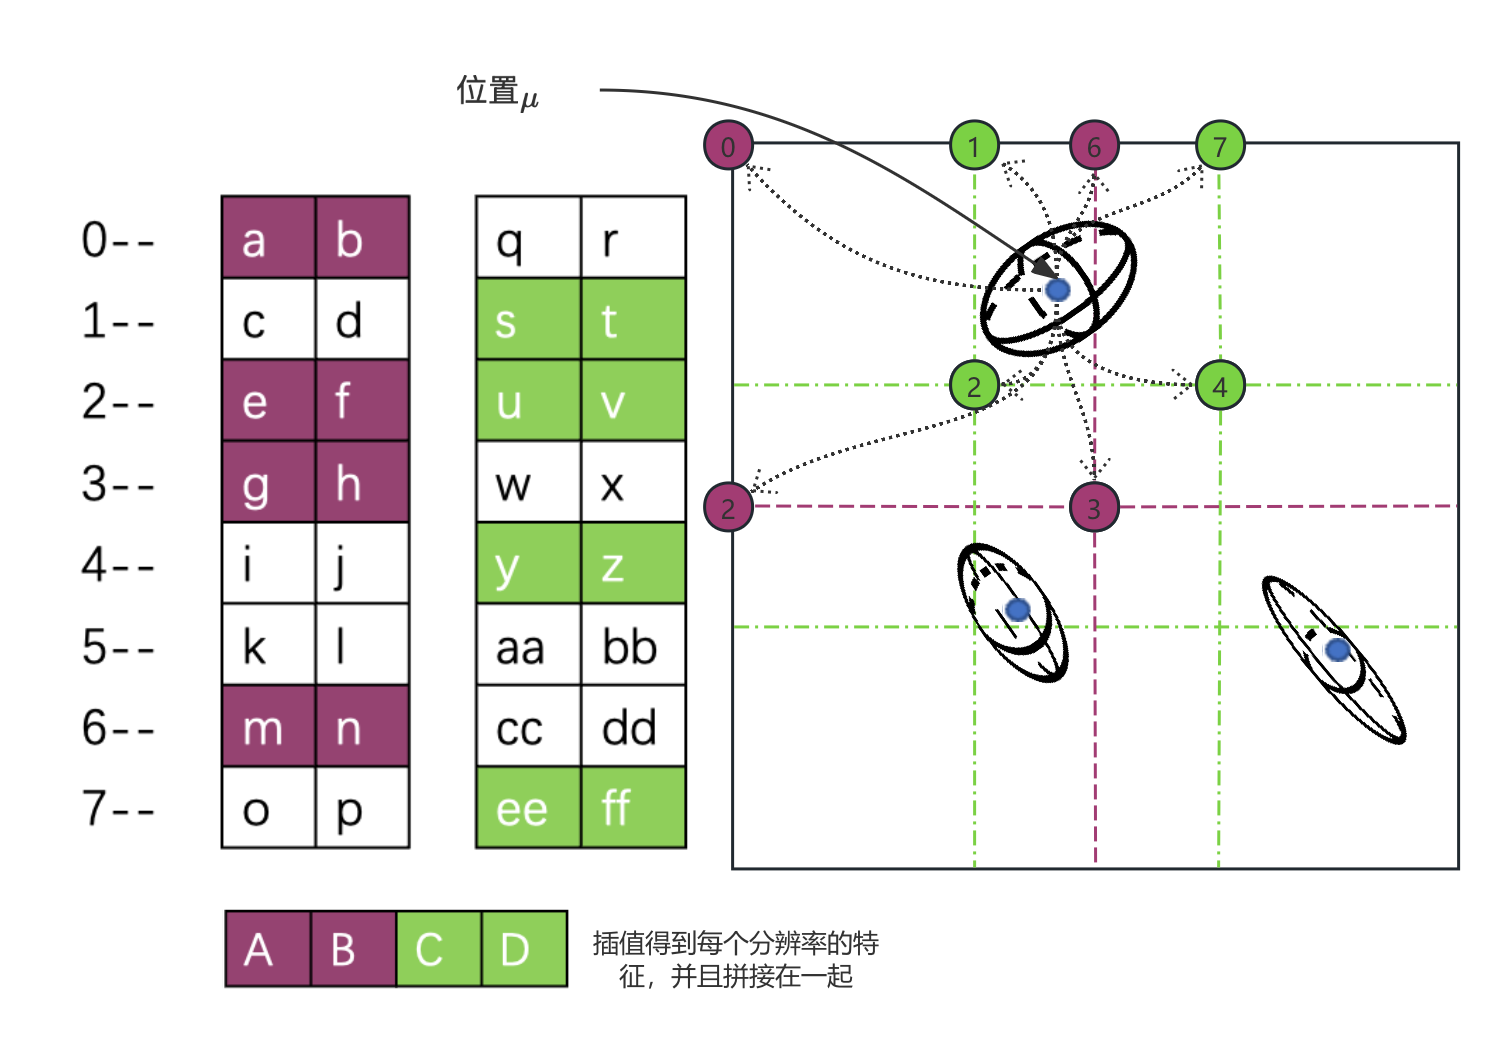 位置μ
0 1 6 7
0-- a b q r
1-- c d s t
2-- e f u v
2 4
3-- g h w x
2 3
4-- i j y z
5-- k l aa bb
6-- m n cc dd
7-- o p ee ff
A B C D
插值得到每个分辨率的特
征，并且拼接在一起